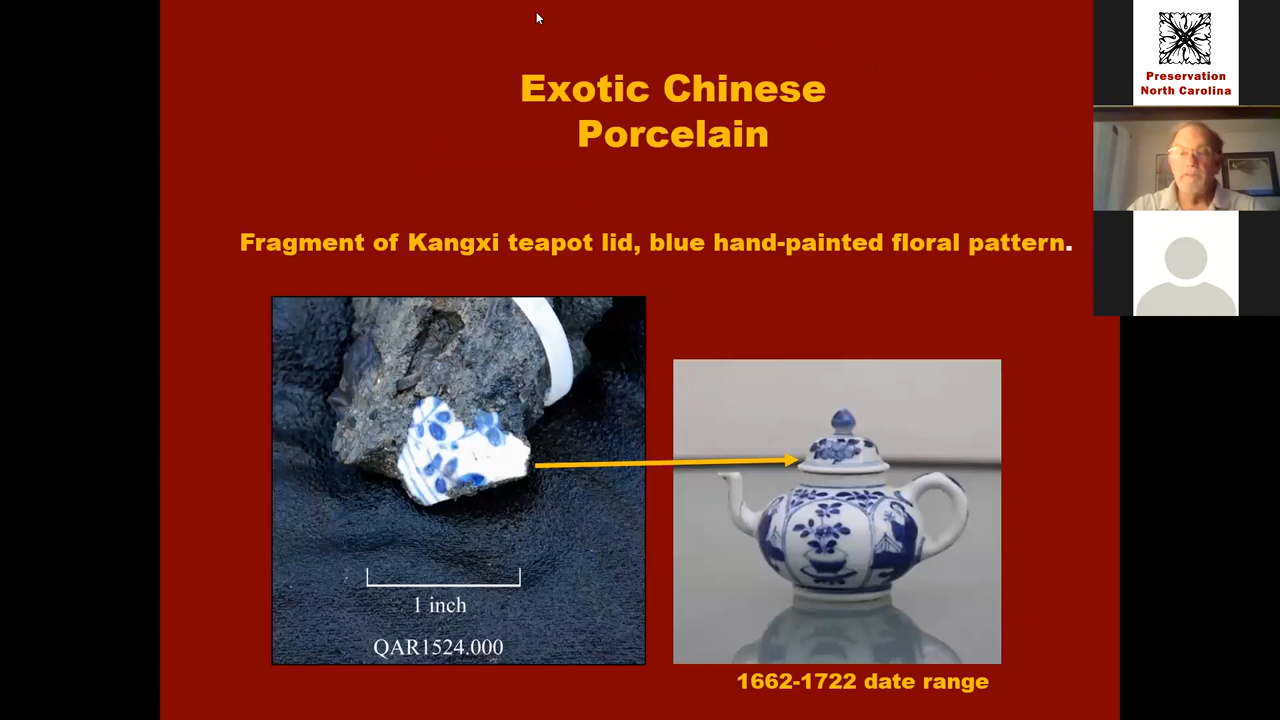 Exotic Chinese
Porcelain
Fragment of Kangxi teapot lid, blue hand-painted floral pattern.
1 inch
QAR1524.000
1662-1722 date range
Preservation
North Carolina